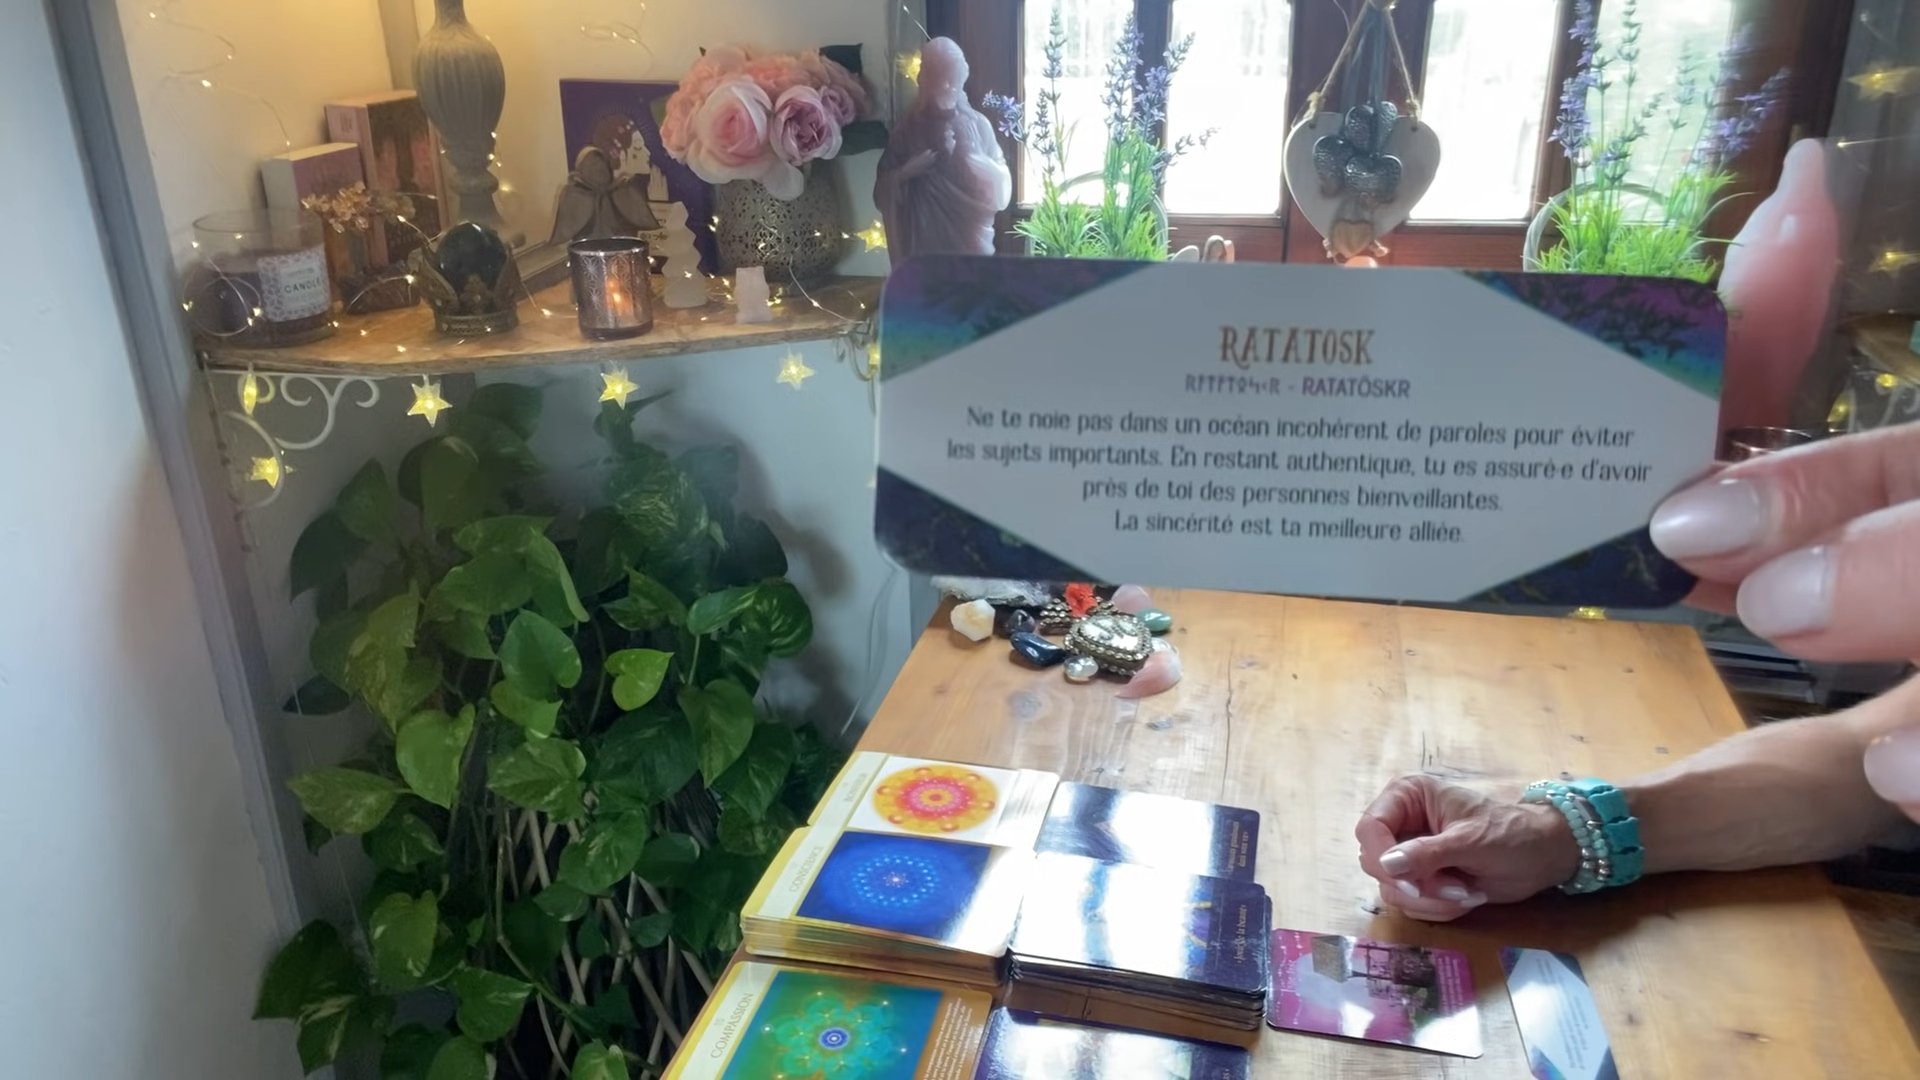 CANDLE
RATATOSK
ᚱᚨᛏᚨᛏᛟᛋᚲᚱ - RATATÖSKR
Ne te noie pas dans un océan incohérent de paroles pour éviter
les sujets importants. En restant authentique, tu es assuré·e d'avoir
près de toi des personnes bienveillantes.
La sincérité est ta meilleure alliée.
CONSCIENCE
COMPASSION